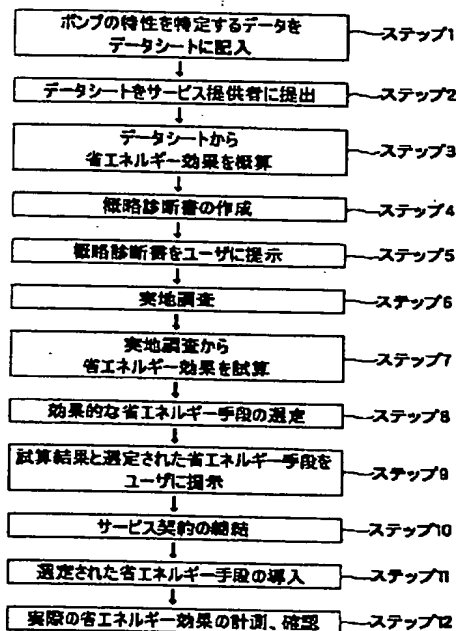 ポンプの特性を特定するデータを
データシートに記入
ステップ1
データシートをサービス提供者に提出
ステップ2
データシートから
省エネルギー効果を概算
ステップ3
概略診断書の作成
ステップ4
概略診断書をユーザに提示
ステップ5
実地調査
ステップ6
実地調査から
省エネルギー効果を試算
ステップ7
効果的な省エネルギー手段の選定
ステップ8
試算結果と選定された省エネルギー手段を
ユーザに提示
ステップ9
サービス契約の締結
ステップ10
選定された省エネルギー手段の導入
ステップ11
実際の省エネルギー効果の計測、確認
ステップ12